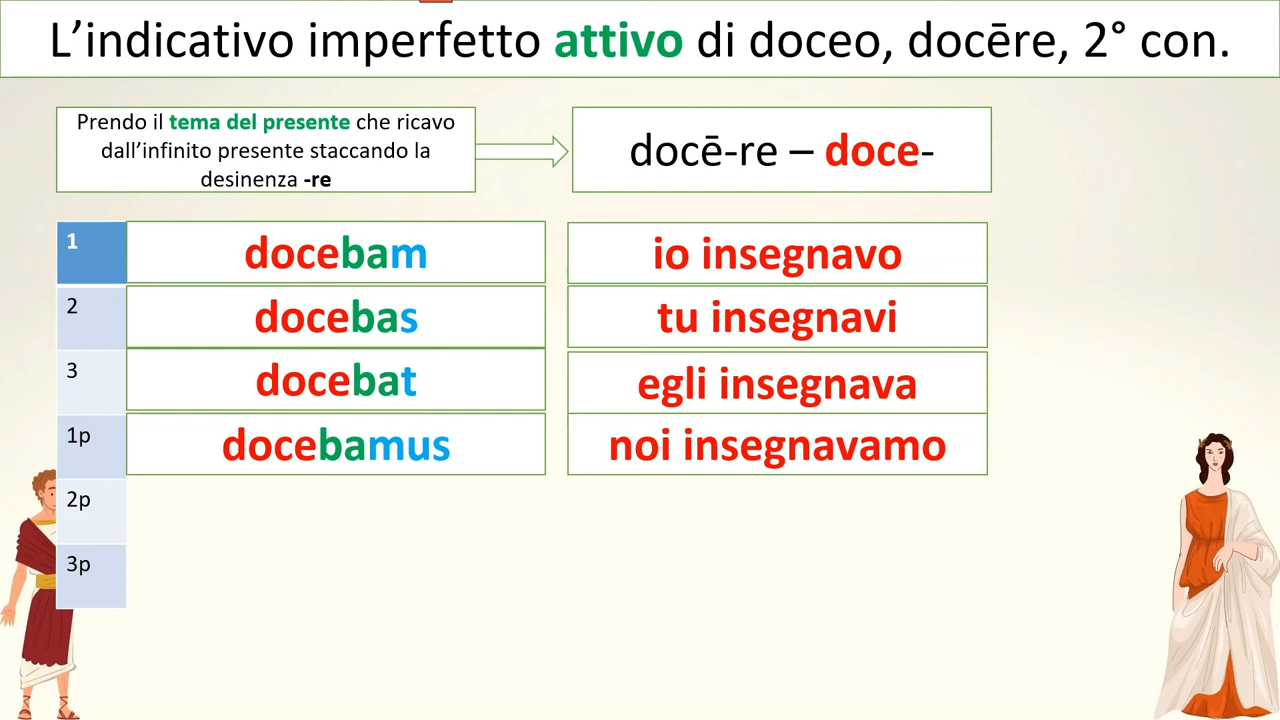 L’indicativo imperfetto attivo di doceo, docēre, 2° con.
Prendo il tema del presente che ricavo
dall’infinito presente staccando la
desinenza -re
docē-re – doce-
1 docebam io insegnavo
2 docebas tu insegnavi
3 docebat egli insegnava
1p docebamus noi insegnavamo
2p
3p